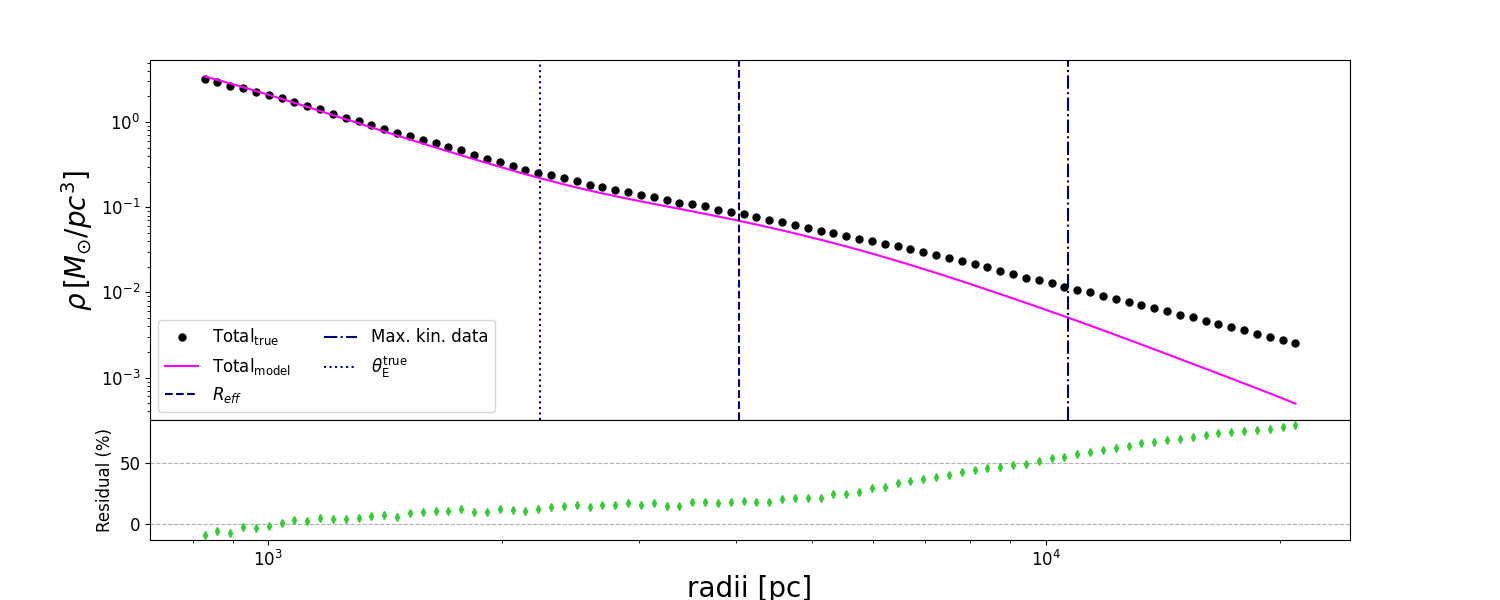 ρ [M⊙/pc³]
10⁰
10⁻¹
10⁻²
10⁻³
Total_true
Total_model
R_eff
Max. kin. data
θ_E^true
Residual (%)
50
0
10³
10⁴
radii [pc]